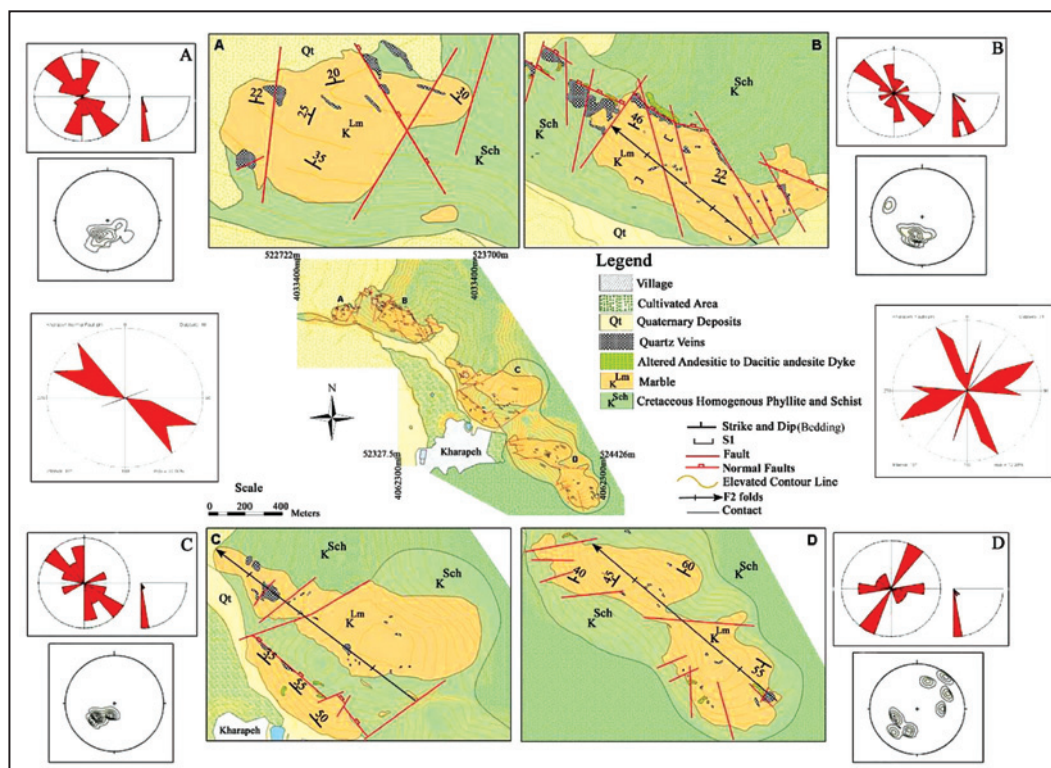 A
A
Qt
20
22
25
K Lm
35
30
K Sch
B
K Sch
K Sch
46
K Lm
22
Qt
B
522722m
523700m
4033400m
4033400m
A
B
C
D
N
Kharapeh
52327.5m
524426m
4062300m
4062300m
Scale
0 200 400
Meters
Legend
Village
Cultivated Area
Qt Quaternary Deposits
Quartz Veins
Altered Andesitic to Dacitic andesite Dyke
K Lm Marble
K Sch Cretaceous Homogenous Phyllite and Schist
Strike and Dip(Bedding)
S1
Fault
Normal Faults
Elevated Contour Line
F2 folds
Contact
C
C
K Sch
K Sch
Qt
K Lm
35
35
50
Kharapeh
D
40
45
60
K Sch
K Sch
K Lm
55
D